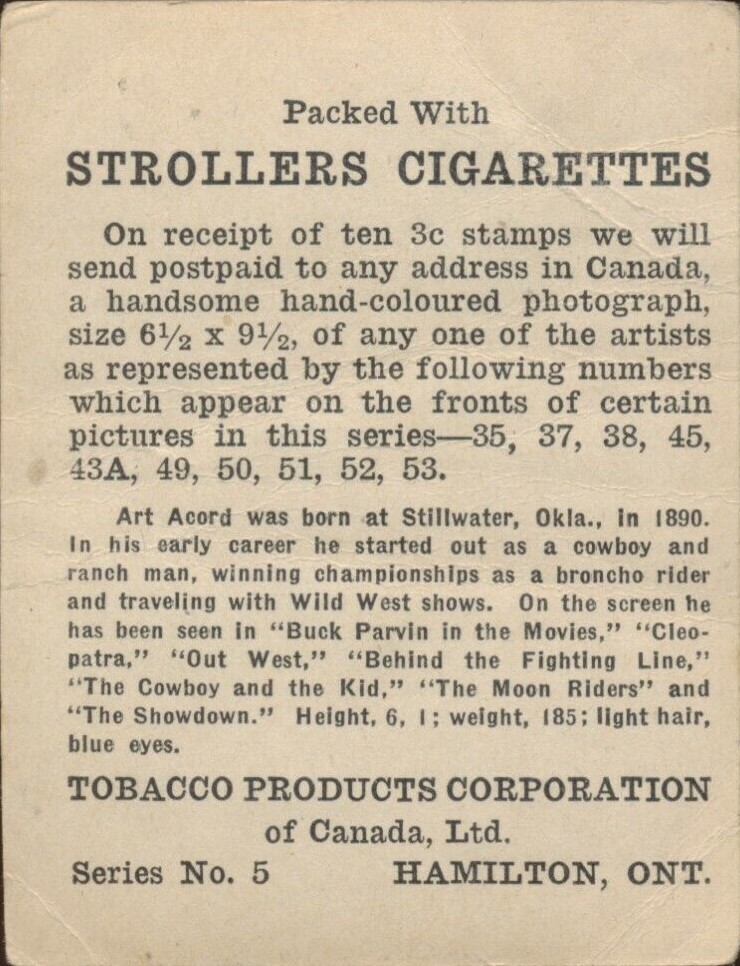 Packed With
STROLLERS CIGARETTES
On receipt of ten 3c stamps we will
send postpaid to any address in Canada,
a handsome hand-coloured photograph,
size 6½ x 9½, of any one of the artists
as represented by the following numbers
which appear on the fronts of certain
pictures in this series—35, 37, 38, 45,
43A, 49, 50, 51, 52, 53.
Art Acord was born at Stillwater, Okla., in 1890.
In his early career he started out as a cowboy and
ranch man, winning championships as a broncho rider
and traveling with Wild West shows. On the screen he
has been seen in “Buck Parvin in the Movies,” “Cleo-
patra,” “Out West,” “Behind the Fighting Line,”
“The Cowboy and the Kid,” “The Moon Riders” and
“The Showdown.” Height, 6, 1; weight, 185; light hair,
blue eyes.
TOBACCO PRODUCTS CORPORATION
of Canada, Ltd.
Series No. 5 HAMILTON, ONT.